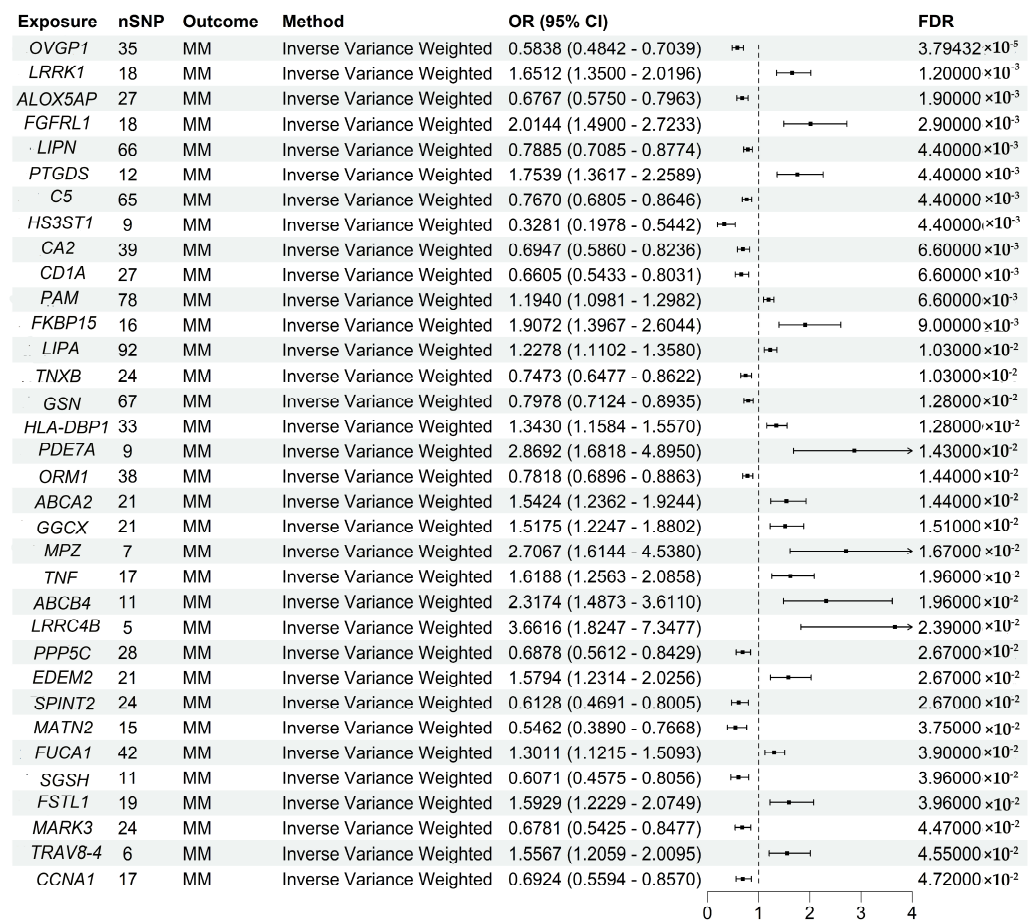 Exposure nSNP Outcome Method OR (95% CI) FDR
OVGP1 35 MM Inverse Variance Weighted 0.5838 (0.4842 - 0.7039) 3.79432×10⁻⁵
LRRK1 18 MM Inverse Variance Weighted 1.6512 (1.3500 - 2.0196) 1.20000×10⁻³
ALOX5AP 27 MM Inverse Variance Weighted 0.6767 (0.5750 - 0.7963) 1.90000×10⁻³
FGFRL1 18 MM Inverse Variance Weighted 2.0144 (1.4900 - 2.7233) 2.90000×10⁻³
LIPN 66 MM Inverse Variance Weighted 0.7885 (0.7085 - 0.8774) 4.40000×10⁻³
PTGDS 12 MM Inverse Variance Weighted 1.7539 (1.3617 - 2.2589) 4.40000×10⁻³
C5 65 MM Inverse Variance Weighted 0.7670 (0.6805 - 0.8646) 4.40000×10⁻³
HS3ST1 9 MM Inverse Variance Weighted 0.3281 (0.1978 - 0.5442) 4.40000×10⁻³
CA2 39 MM Inverse Variance Weighted 0.6947 (0.5860 - 0.8236) 6.60000×10⁻³
CD1A 27 MM Inverse Variance Weighted 0.6605 (0.5433 - 0.8031) 6.60000×10⁻³
PAM 78 MM Inverse Variance Weighted 1.1940 (1.0981 - 1.2982) 6.60000×10⁻³
FKBP15 16 MM Inverse Variance Weighted 1.9072 (1.3967 - 2.6044) 9.00000×10⁻³
LIPA 92 MM Inverse Variance Weighted 1.2278 (1.1102 - 1.3580) 1.03000×10⁻²
TNXB 24 MM Inverse Variance Weighted 0.7473 (0.6477 - 0.8622) 1.03000×10⁻²
GSN 67 MM Inverse Variance Weighted 0.7978 (0.7124 - 0.8935) 1.28000×10⁻²
HLA-DBP1 33 MM Inverse Variance Weighted 1.3430 (1.1584 - 1.5570) 1.28000×10⁻²
PDE7A 9 MM Inverse Variance Weighted 2.8692 (1.6818 - 4.8950) 1.43000×10⁻²
ORM1 38 MM Inverse Variance Weighted 0.7818 (0.6896 - 0.8863) 1.44000×10⁻²
ABCA2 21 MM Inverse Variance Weighted 1.5424 (1.2362 - 1.9244) 1.44000×10⁻²
GGCX 21 MM Inverse Variance Weighted 1.5175 (1.2247 - 1.8802) 1.51000×10⁻²
MPZ 7 MM Inverse Variance Weighted 2.7067 (1.6144 - 4.5380) 1.67000×10⁻²
TNF 17 MM Inverse Variance Weighted 1.6188 (1.2563 - 2.0858) 1.96000×10⁻²
ABCB4 11 MM Inverse Variance Weighted 2.3174 (1.4873 - 3.6110) 1.96000×10⁻²
LRRC4B 5 MM Inverse Variance Weighted 3.6616 (1.8247 - 7.3477) 2.39000×10⁻²
PPP5C 28 MM Inverse Variance Weighted 0.6878 (0.5612 - 0.8429) 2.67000×10⁻²
EDEM2 21 MM Inverse Variance Weighted 1.5794 (1.2314 - 2.0256) 2.67000×10⁻²
SPINT2 24 MM Inverse Variance Weighted 0.6128 (0.4691 - 0.8005) 2.67000×10⁻²
MATN2 15 MM Inverse Variance Weighted 0.5462 (0.3890 - 0.7668) 3.75000×10⁻²
FUCA1 42 MM Inverse Variance Weighted 1.3011 (1.1215 - 1.5093) 3.90000×10⁻²
SGSH 11 MM Inverse Variance Weighted 0.6071 (0.4575 - 0.8056) 3.96000×10⁻²
FSTL1 19 MM Inverse Variance Weighted 1.5929 (1.2229 - 2.0749) 3.96000×10⁻²
MARK3 24 MM Inverse Variance Weighted 0.6781 (0.5425 - 0.8477) 4.47000×10⁻²
TRAV8-4 6 MM Inverse Variance Weighted 1.5567 (1.2059 - 2.0095) 4.55000×10⁻²
CCNA1 17 MM Inverse Variance Weighted 0.6924 (0.5594 - 0.8570) 4.72000×10⁻²
0 1 2 3 4